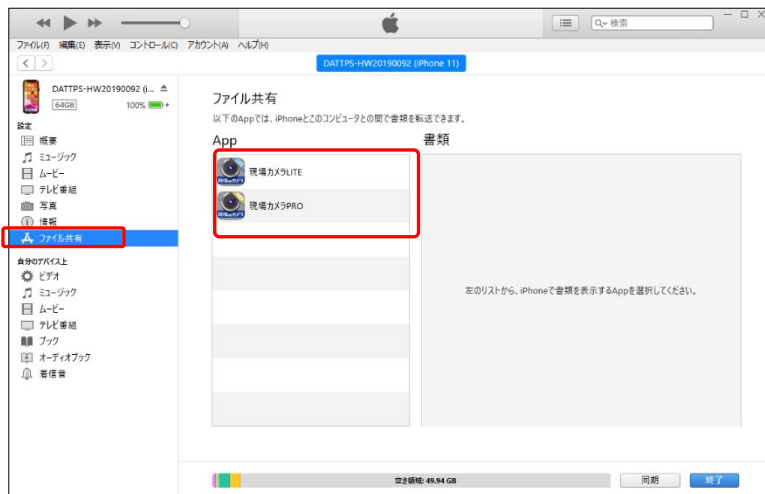 検索
ファイル(F) 編集(E) 表示(V) コントロール(C) アカウント(A) ヘルプ(H)
DATTPS-HW20190092 (iPhone 11)
DATTPS-HW20190092 (i...
64GB 100%
設定
概要
ミュージック
ムービー
テレビ番組
写真
情報
ファイル共有
自分のデバイス上
ビデオ
ミュージック
ムービー
テレビ番組
ブック
オーディオブック
着信音
ファイル共有
以下のAppでは、iPhoneとこのコンピュータとの間で書類を転送できます。
App
現場カメラLITE
現場カメラPRO
書類
左のリストから、iPhoneで書類を表示するAppを選択してください。
空き領域: 49.94 GB
同期
終了